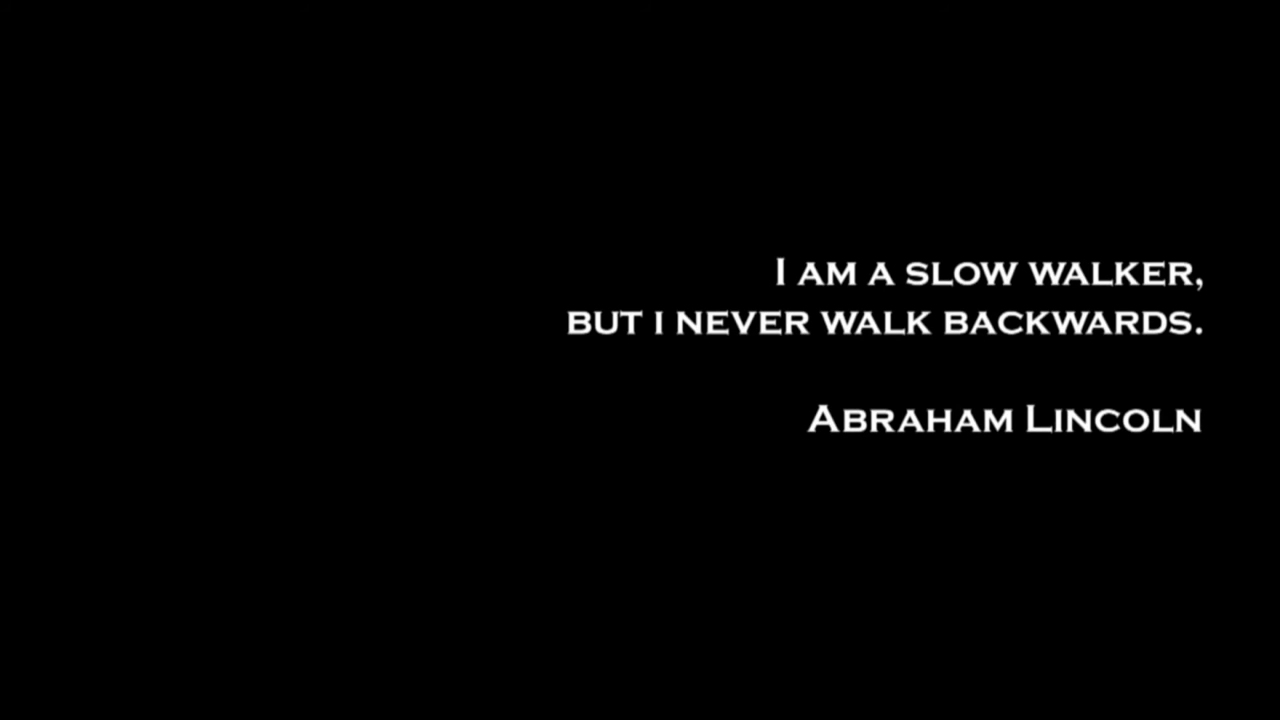 I AM A SLOW WALKER,
BUT I NEVER WALK BACKWARDS.
ABRAHAM LINCOLN